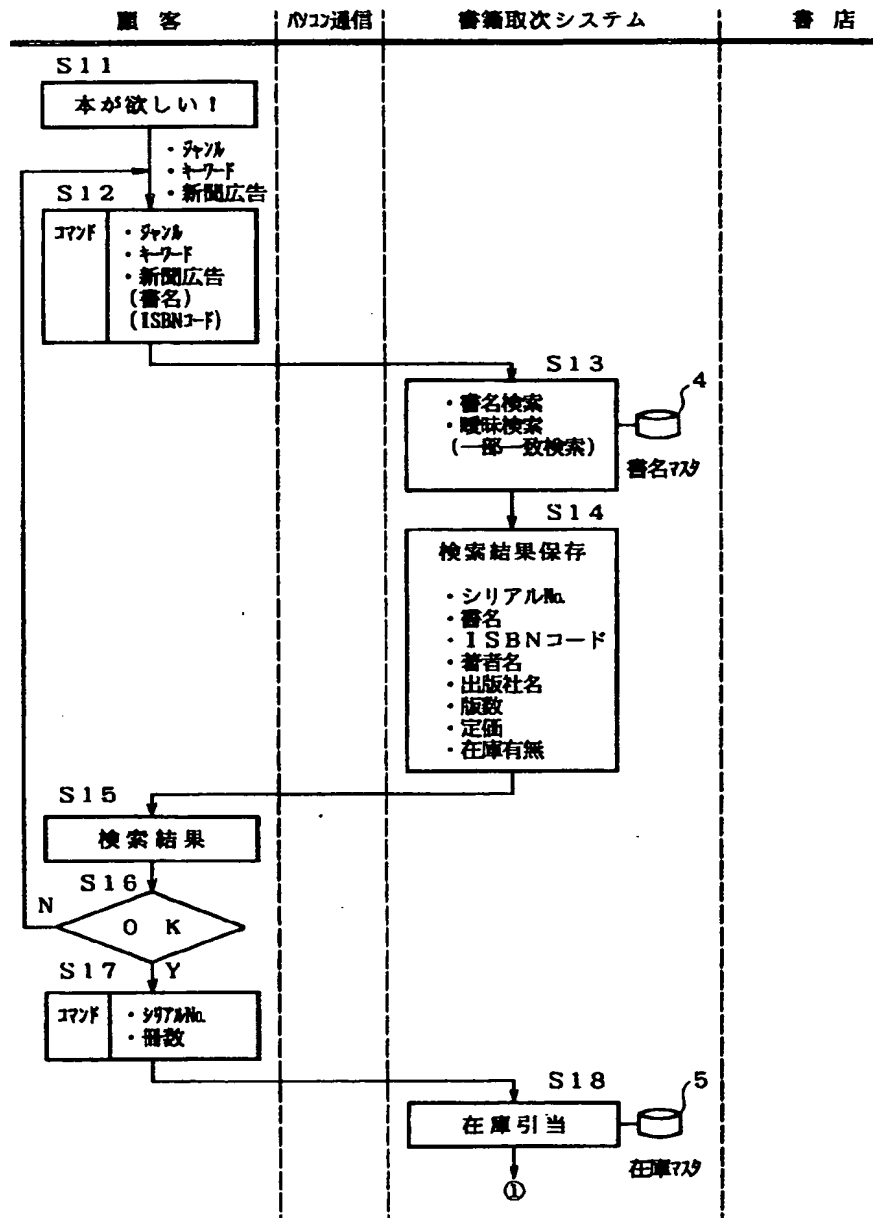 顧客
パソコン通信
書籍取次システム
書店
S11
本が欲しい!
・ジャンル
・キーワード
・新聞広告
S12
コマンド
・ジャンル
・キーワード
・新聞広告
(書名)
(ISBNコード)
S13
・書名検索
・曖昧検索
(一部一致検索)
4
書名マスタ
S14
検索結果保存
・シリアルNo.
・書名
・ISBNコード
・著者名
・出版社名
・版数
・定価
・在庫有無
S15
検索結果
S16
N
OK
S17
Y
コマンド
・シリアルNo.
・冊数
S18
5
在庫引当
在庫マスタ
①